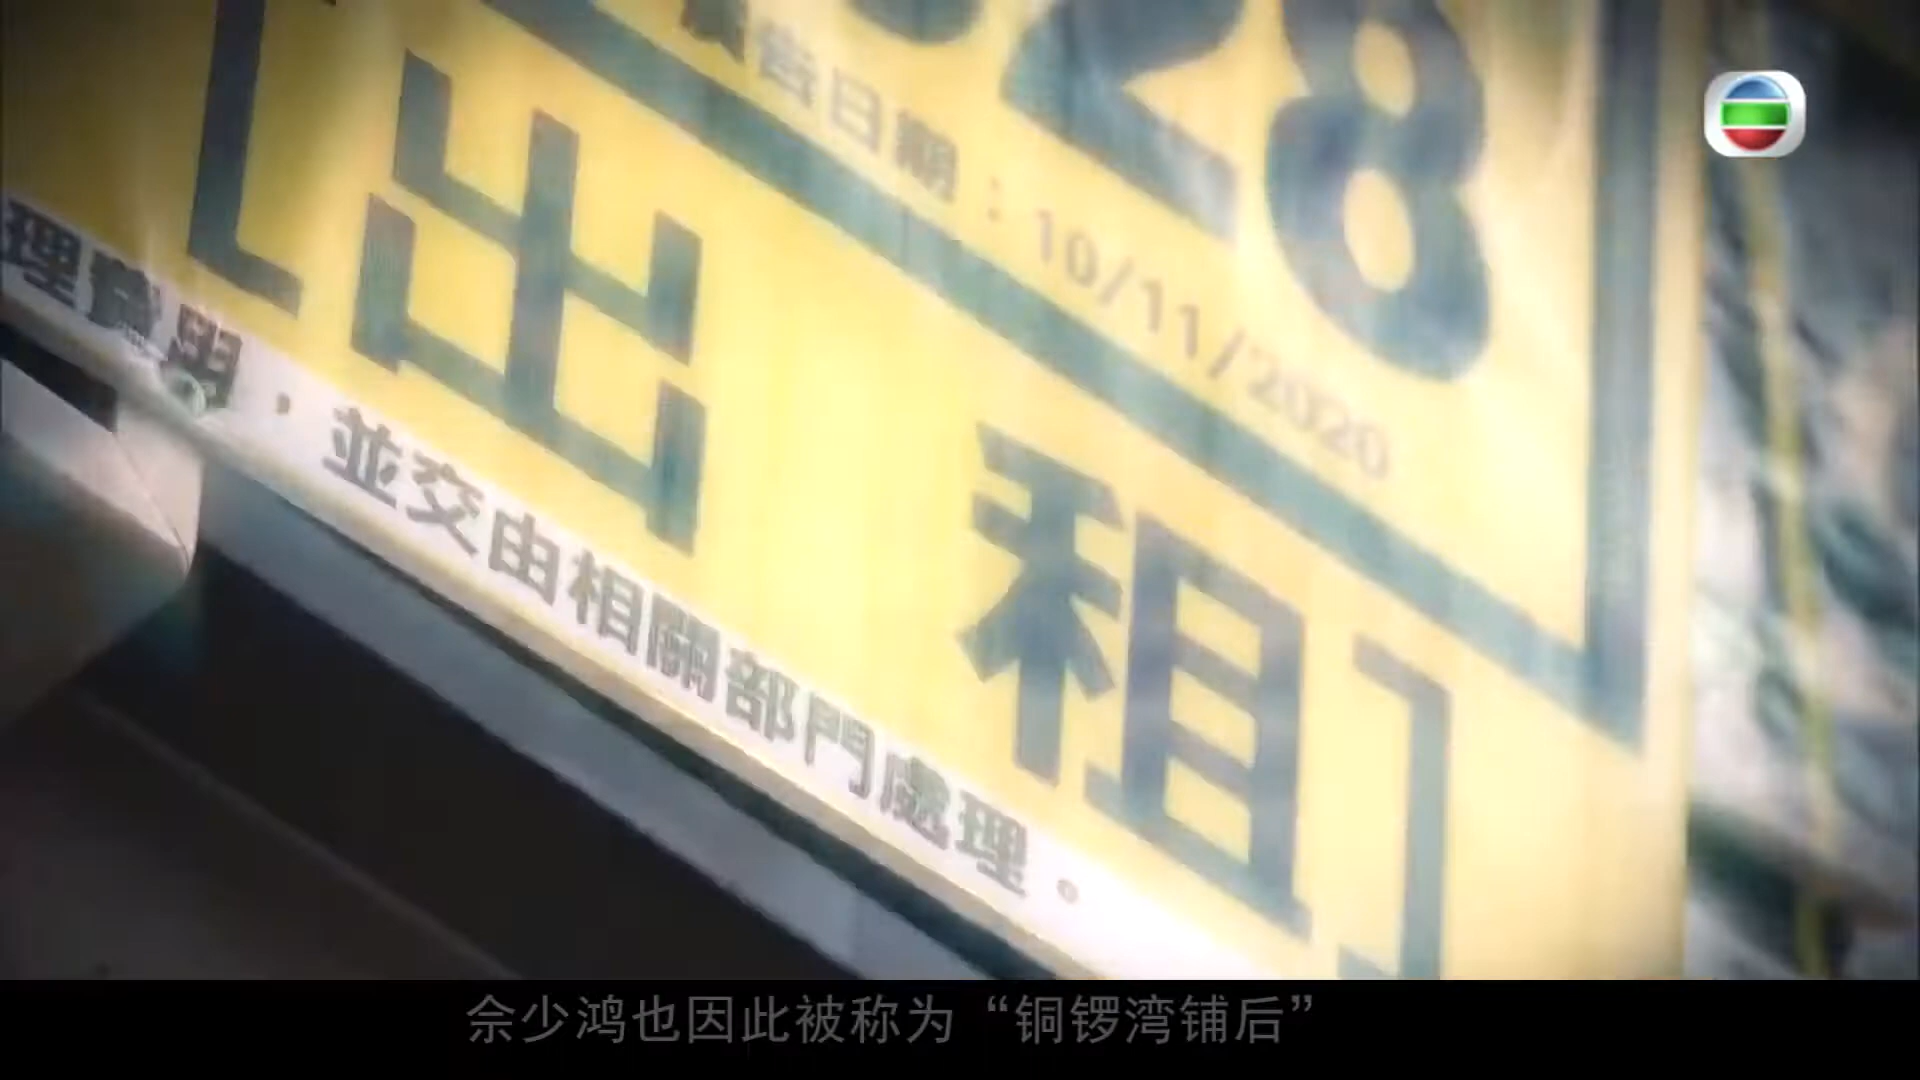 28
廣告日期：10/11/2020
［出租］
理費用，並交由相關部門處理。
佘少鸿也因此被称为“铜锣湾铺后”